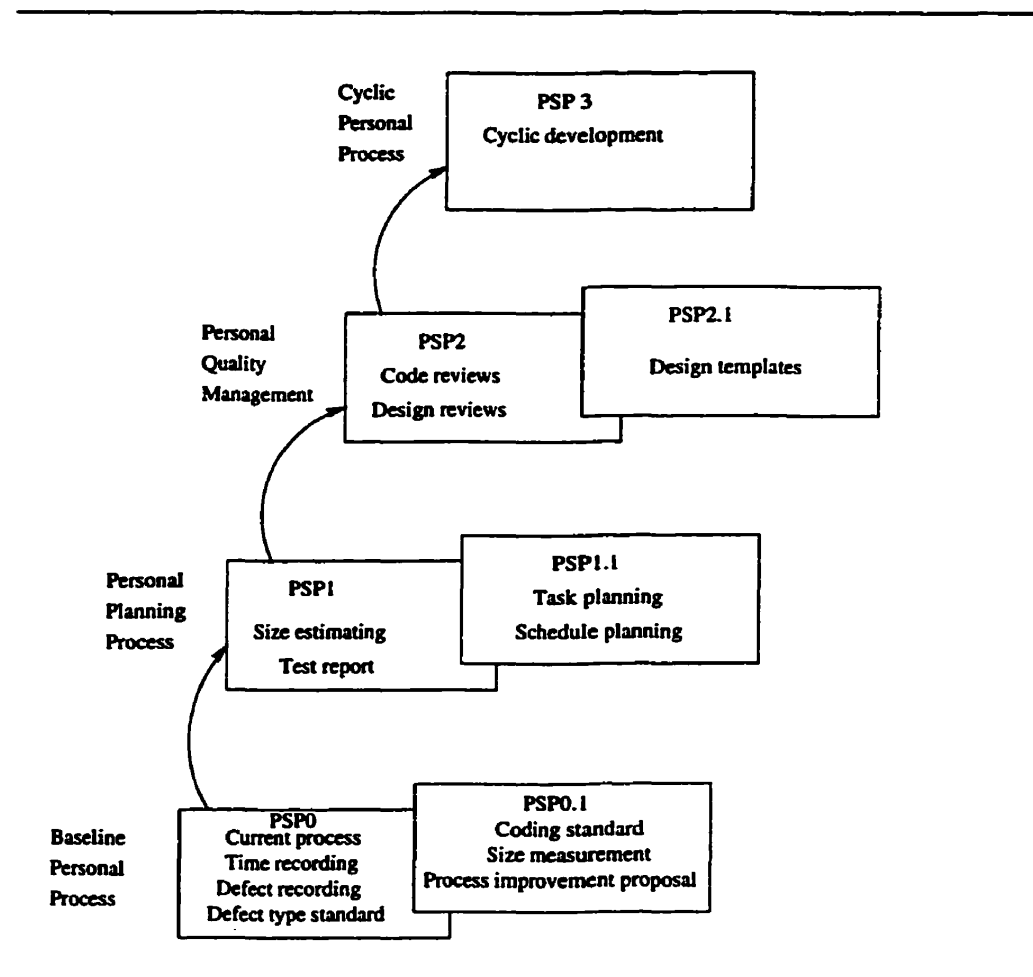 Cyclic
Personal
Process
PSP 3
Cyclic development
Personal
Quality
Management
PSP2
Code reviews
Design reviews
PSP2.1
Design templates
Personal
Planning
Process
PSP1
Size estimating
Test report
PSP1.1
Task planning
Schedule planning
Baseline
Personal
Process
PSP0
Current process
Time recording
Defect recording
Defect type standard
PSP0.1
Coding standard
Size measurement
Process improvement proposal